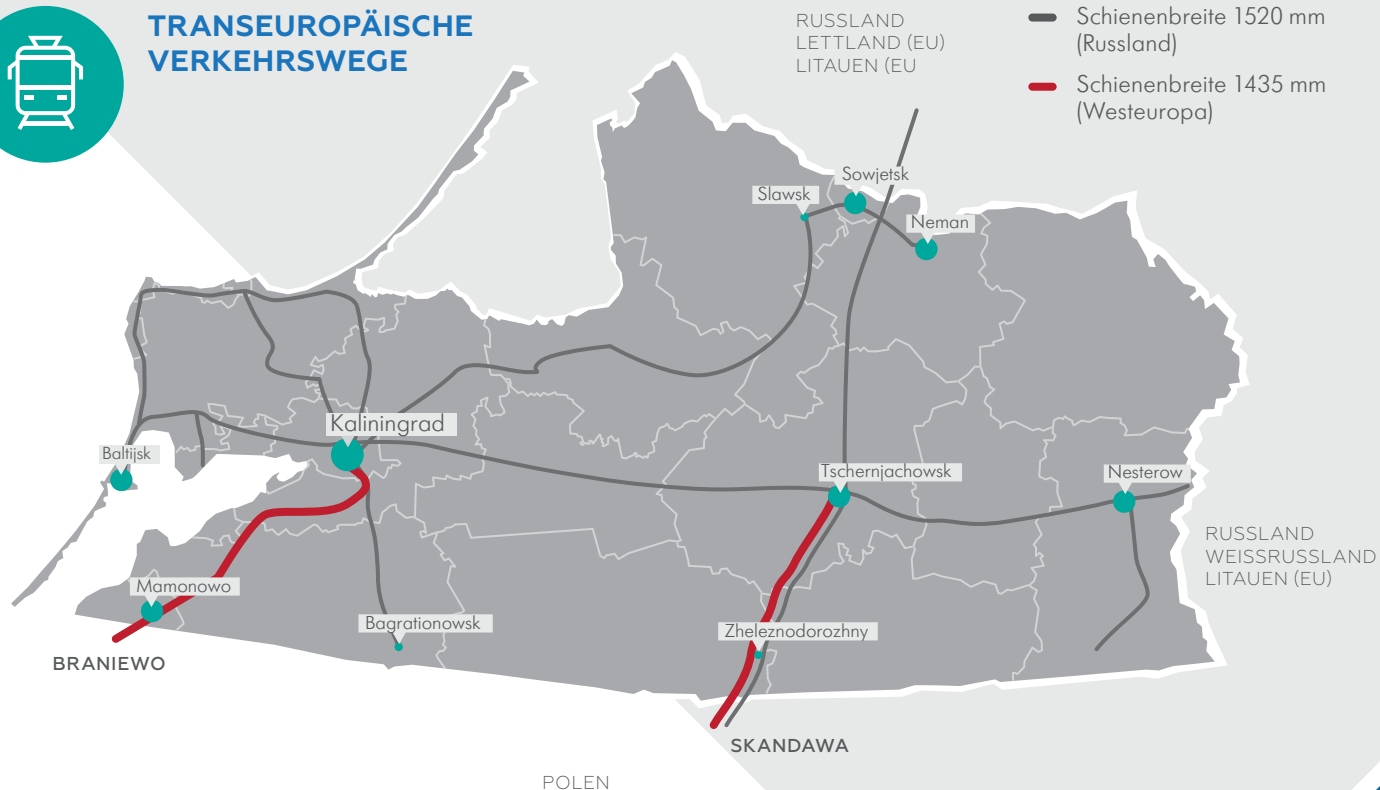 TRANSEUROPÄISCHE
VERKEHRSWEGE
RUSSLAND
LETTLAND (EU)
LITAUEN (EU
Schienenbreite 1520 mm
(Russland)
Schienenbreite 1435 mm
(Westeuropa)
Sowjetsk
Slawsk
Neman
Kaliningrad
Baltijsk
Tschernjachowsk
Nesterow
RUSSLAND
WEISSRUSSLAND
LITAUEN (EU)
Mamonowo
Bagrationowsk
Zheleznodorozhny
BRANIEWO
SKANDAWA
POLEN